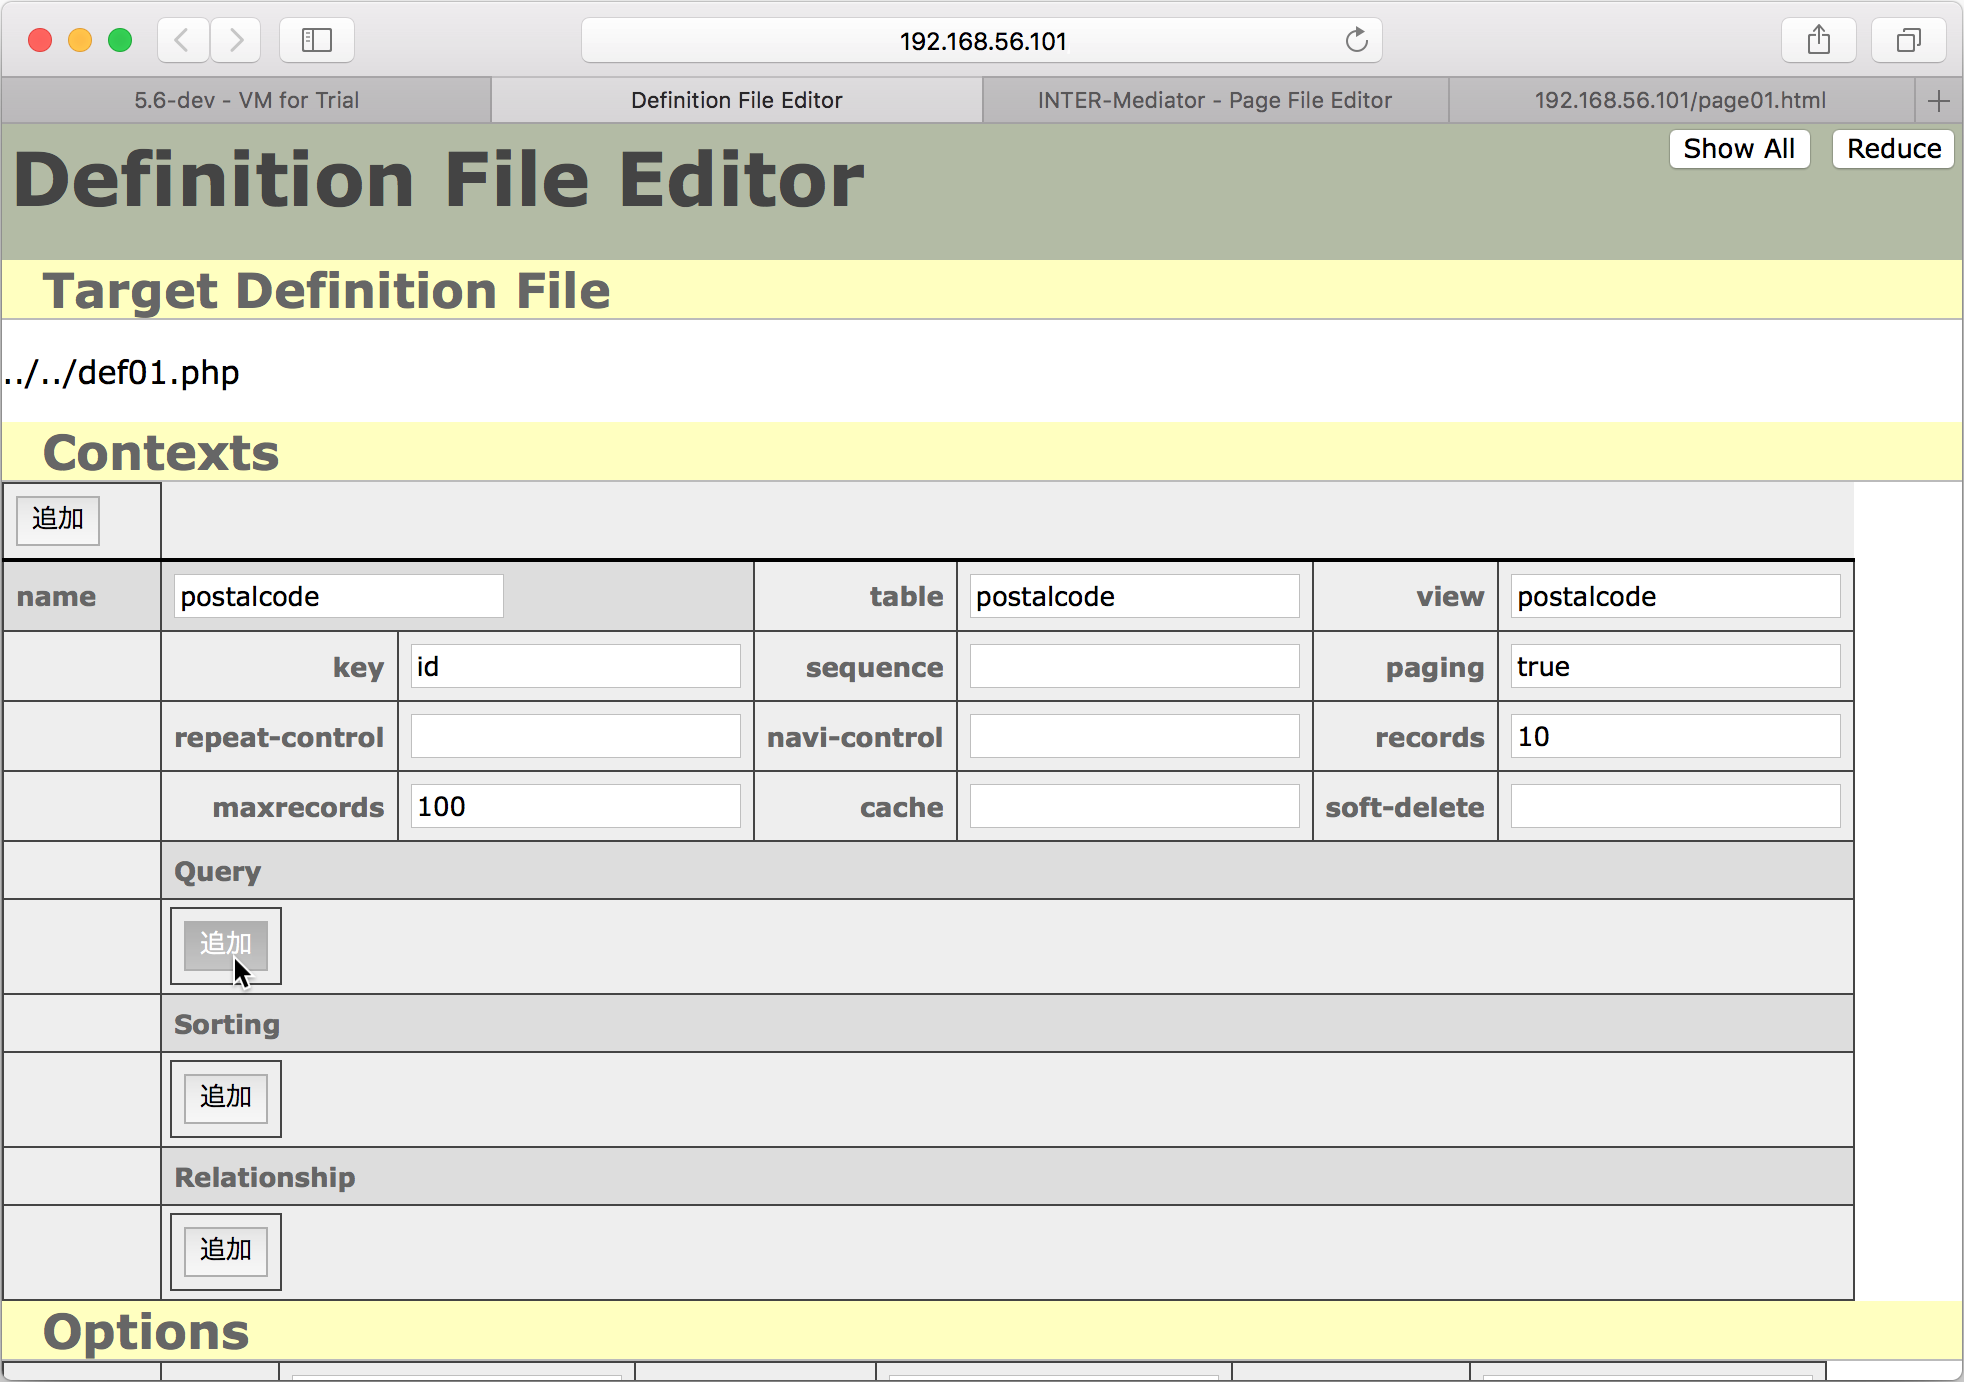 192.168.56.101
5.6-dev - VM for Trial
Definition File Editor
INTER-Mediator - Page File Editor
192.168.56.101/page01.html
Show All
Reduce
Definition File Editor
Target Definition File
../../def01.php
Contexts
追加
name postalcode table postalcode view postalcode
key id sequence paging true
repeat-control navi-control records 10
maxrecords 100 cache soft-delete
Query
追加
Sorting
追加
Relationship
追加
Options